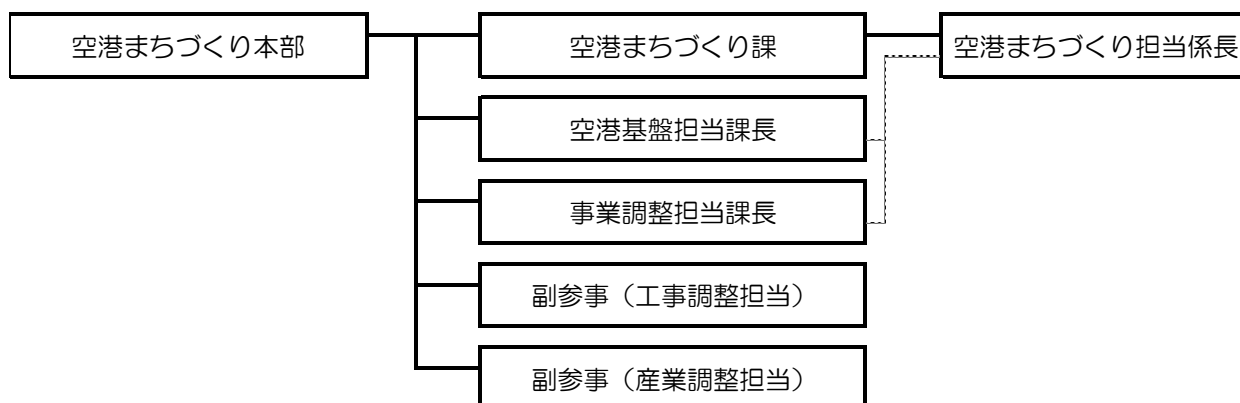 空港まちづくり本部
空港まちづくり課
空港まちづくり担当係長
空港基盤担当課長
事業調整担当課長
副参事（工事調整担当）
副参事（産業調整担当）